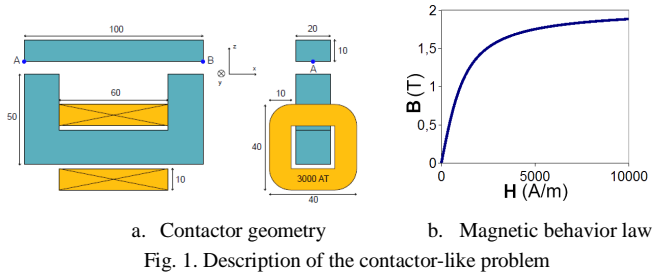 100
A
B
z
x
y
60
50
10
20
10
A
10
40
3000 AT
40
2
1,5
1
0,5
0
B (T)
0
5000
10000
H (A/m)
a. Contactor geometry
b. Magnetic behavior law
Fig. 1. Description of the contactor-like problem